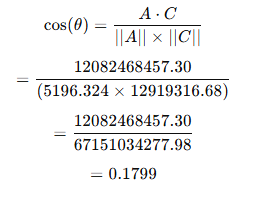 cos(θ) = A · C / ||A|| × ||C||
= 12082468457.30 / (5196.324 × 12919316.68)
= 12082468457.30 / 67151034277.98
= 0.1799